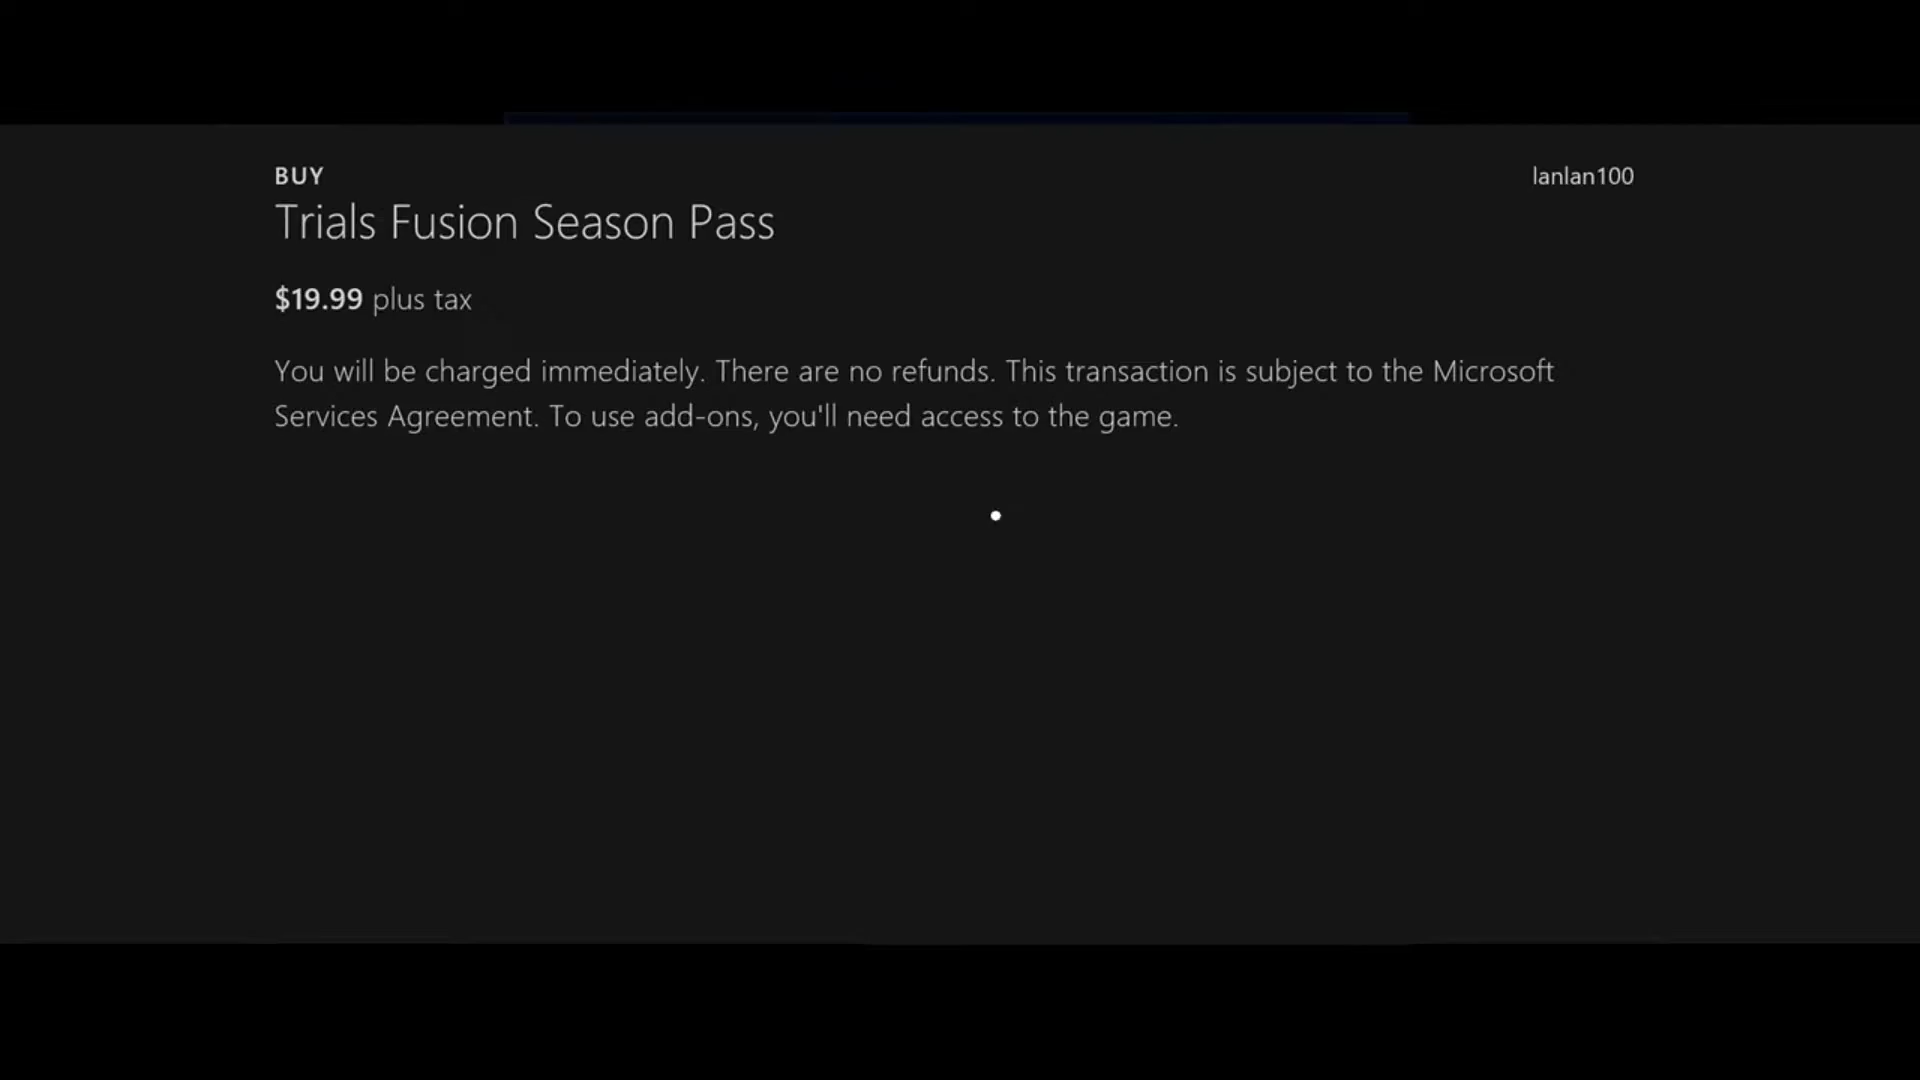 BUY
lanlan100
Trials Fusion Season Pass
$19.99 plus tax
You will be charged immediately. There are no refunds. This transaction is subject to the Microsoft
Services Agreement. To use add-ons, you'll need access to the game.